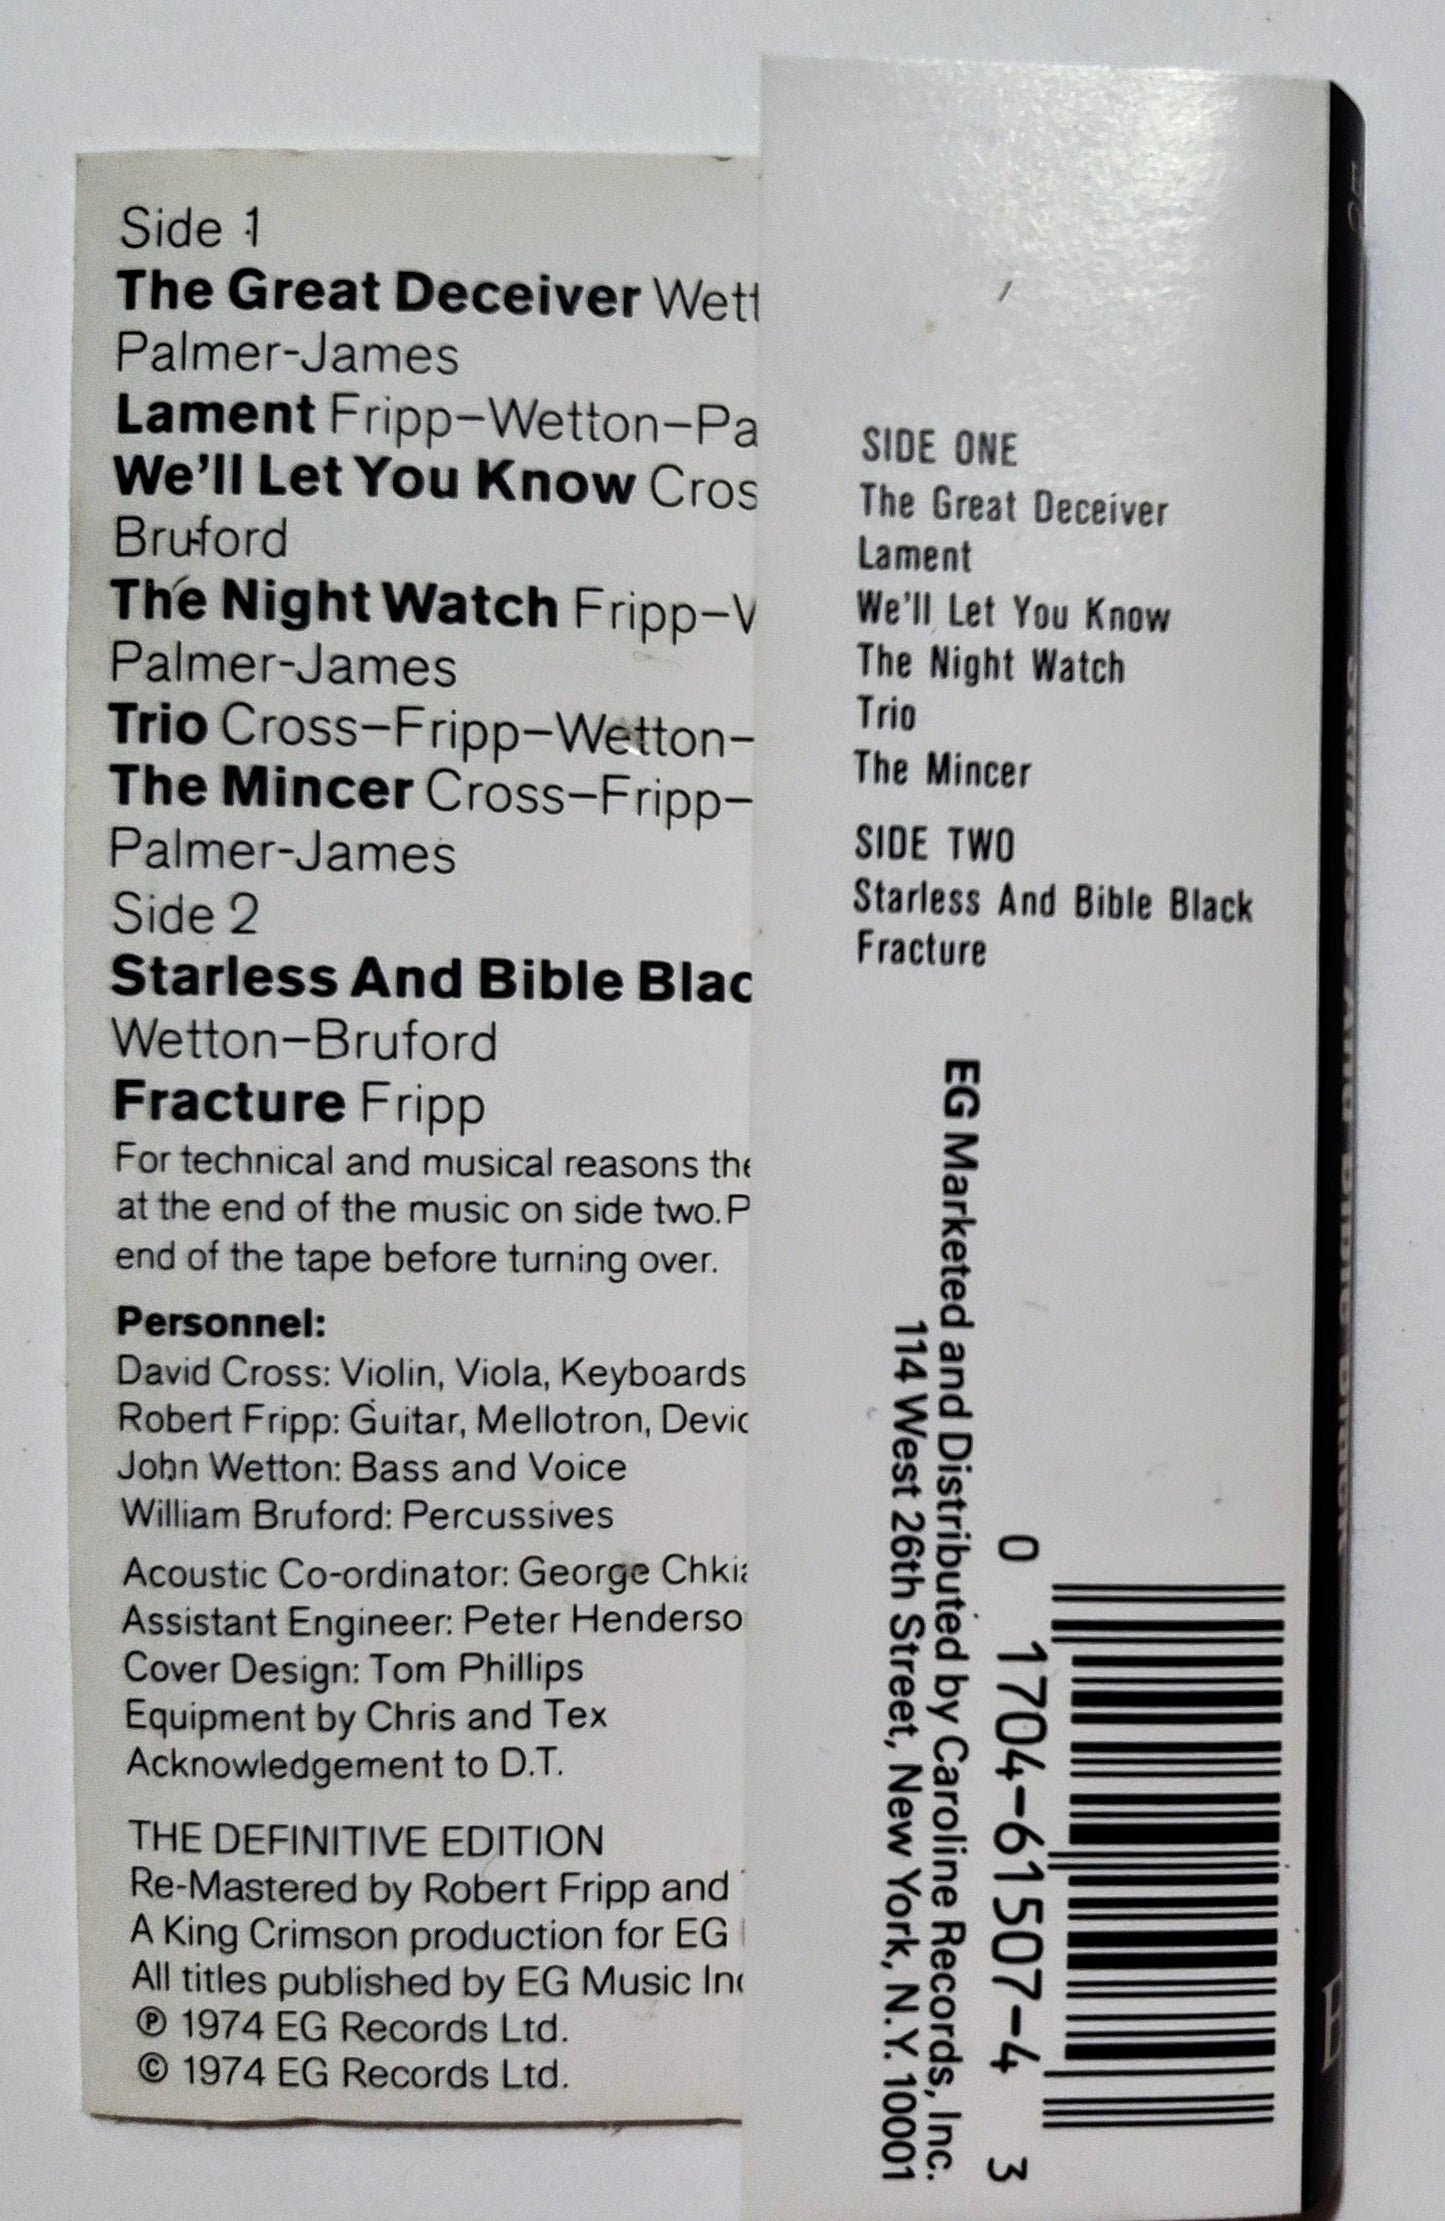 Side 1
The Great Deceiver Wett
Palmer-James
Lament Fripp–Wetton–Pa
We'll Let You Know Cros
Bruford
The Night Watch Fripp–
Palmer-James
Trio Cross–Fripp–Wetton–
The Mincer Cross–Fripp–
Palmer-James
Side 2
Starless And Bible Blac
Wetton–Bruford
Fracture Fripp
For technical and musical reasons the
at the end of the music on side two. P
end of the tape before turning over.
Personnel:
David Cross: Violin, Viola, Keyboards
Robert Fripp: Guitar, Mellotron, Devic
John Wetton: Bass and Voice
William Bruford: Percussives
Acoustic Co-ordinator: George Chki
Assistant Engineer: Peter Henderso
Cover Design: Tom Phillips
Equipment by Chris and Tex
Acknowledgement to D.T.
THE DEFINITIVE EDITION
Re-Mastered by Robert Fripp and
A King Crimson production for EG
All titles published by EG Music Inc
℗ 1974 EG Records Ltd.
© 1974 EG Records Ltd.
SIDE ONE
The Great Deceiver
Lament
We'll Let You Know
The Night Watch
Trio
The Mincer
SIDE TWO
Starless And Bible Black
Fracture
EG Marketed and Distributed by Caroline Records, Inc.
114 West 26th Street, New York, N.Y. 10001
0 1704-61507-4 3